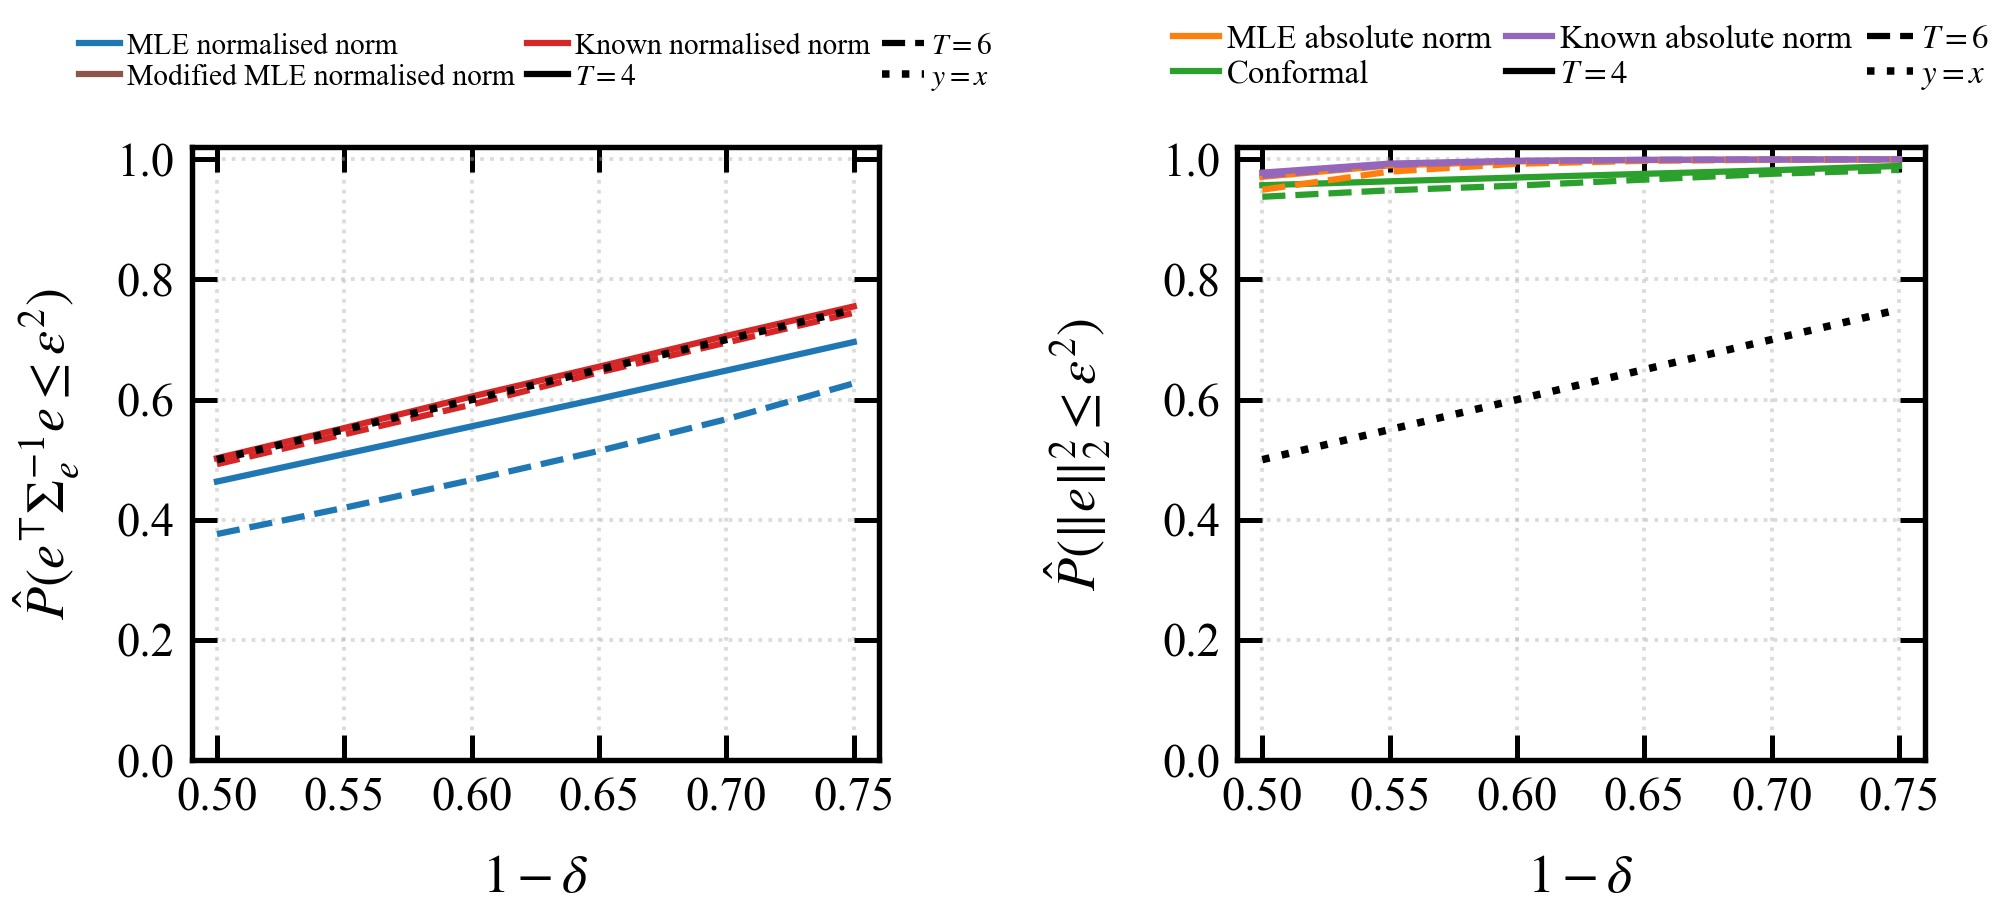 MLE normalised norm
Modified MLE normalised norm
Known normalised norm
T = 4
T = 6
y = x
1.0
0.8
0.6
0.4
0.2
0.0
0.50 0.55 0.60 0.65 0.70 0.75
1 − δ
P̂(e⊤Σₑ⁻¹e ≤ ε²)
MLE absolute norm
Conformal
Known absolute norm
T = 4
T = 6
y = x
1.0
0.8
0.6
0.4
0.2
0.0
0.50 0.55 0.60 0.65 0.70 0.75
1 − δ
P̂(||e||₂² ≤ ε²)